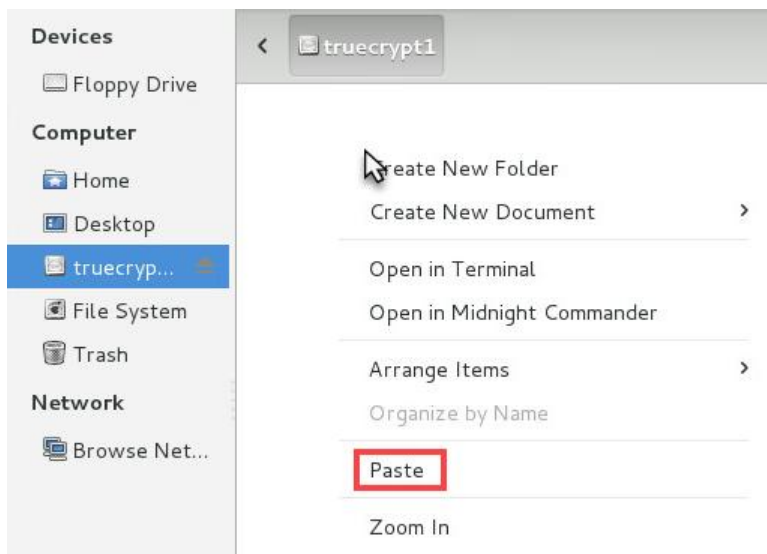 Devices
Floppy Drive
Computer
Home
Desktop
truecryp...
File System
Trash
Network
Browse Net...
truecrypt1
Create New Folder
Create New Document
Open in Terminal
Open in Midnight Commander
Arrange Items
Organize by Name
Paste
Zoom In